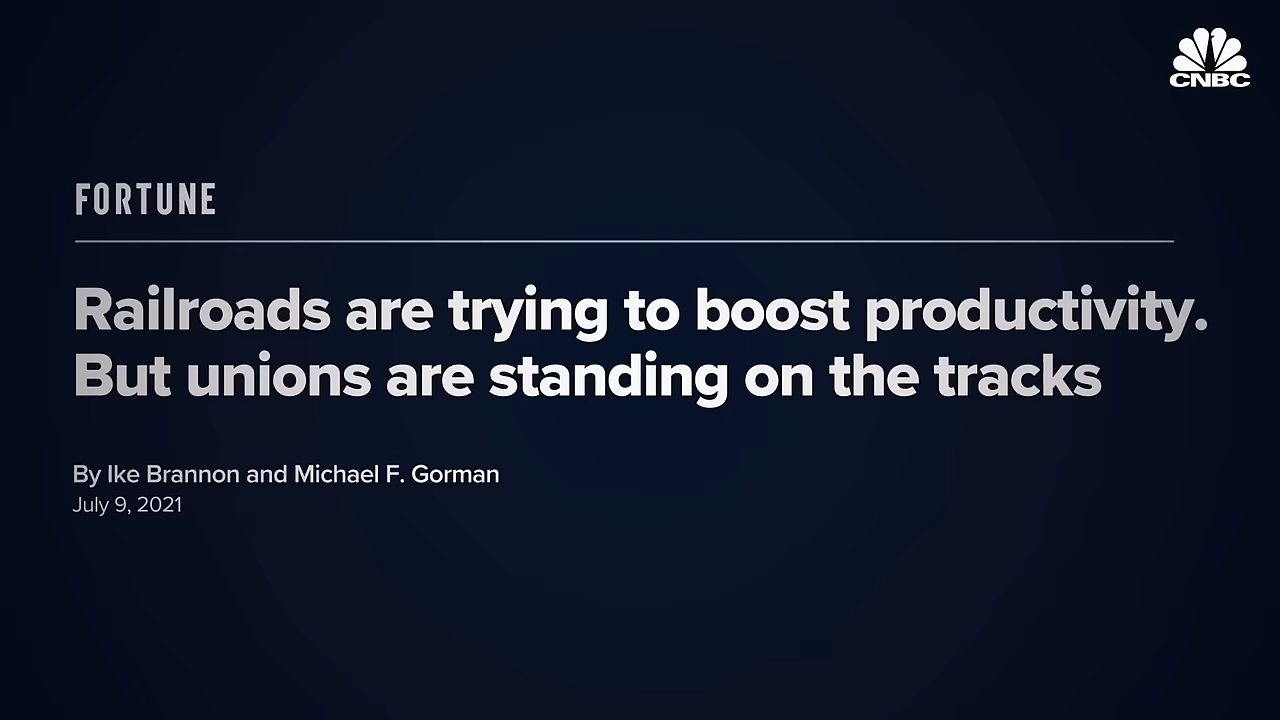 CNBC
FORTUNE
Railroads are trying to boost productivity.
But unions are standing on the tracks
By Ike Brannon and Michael F. Gorman
July 9, 2021